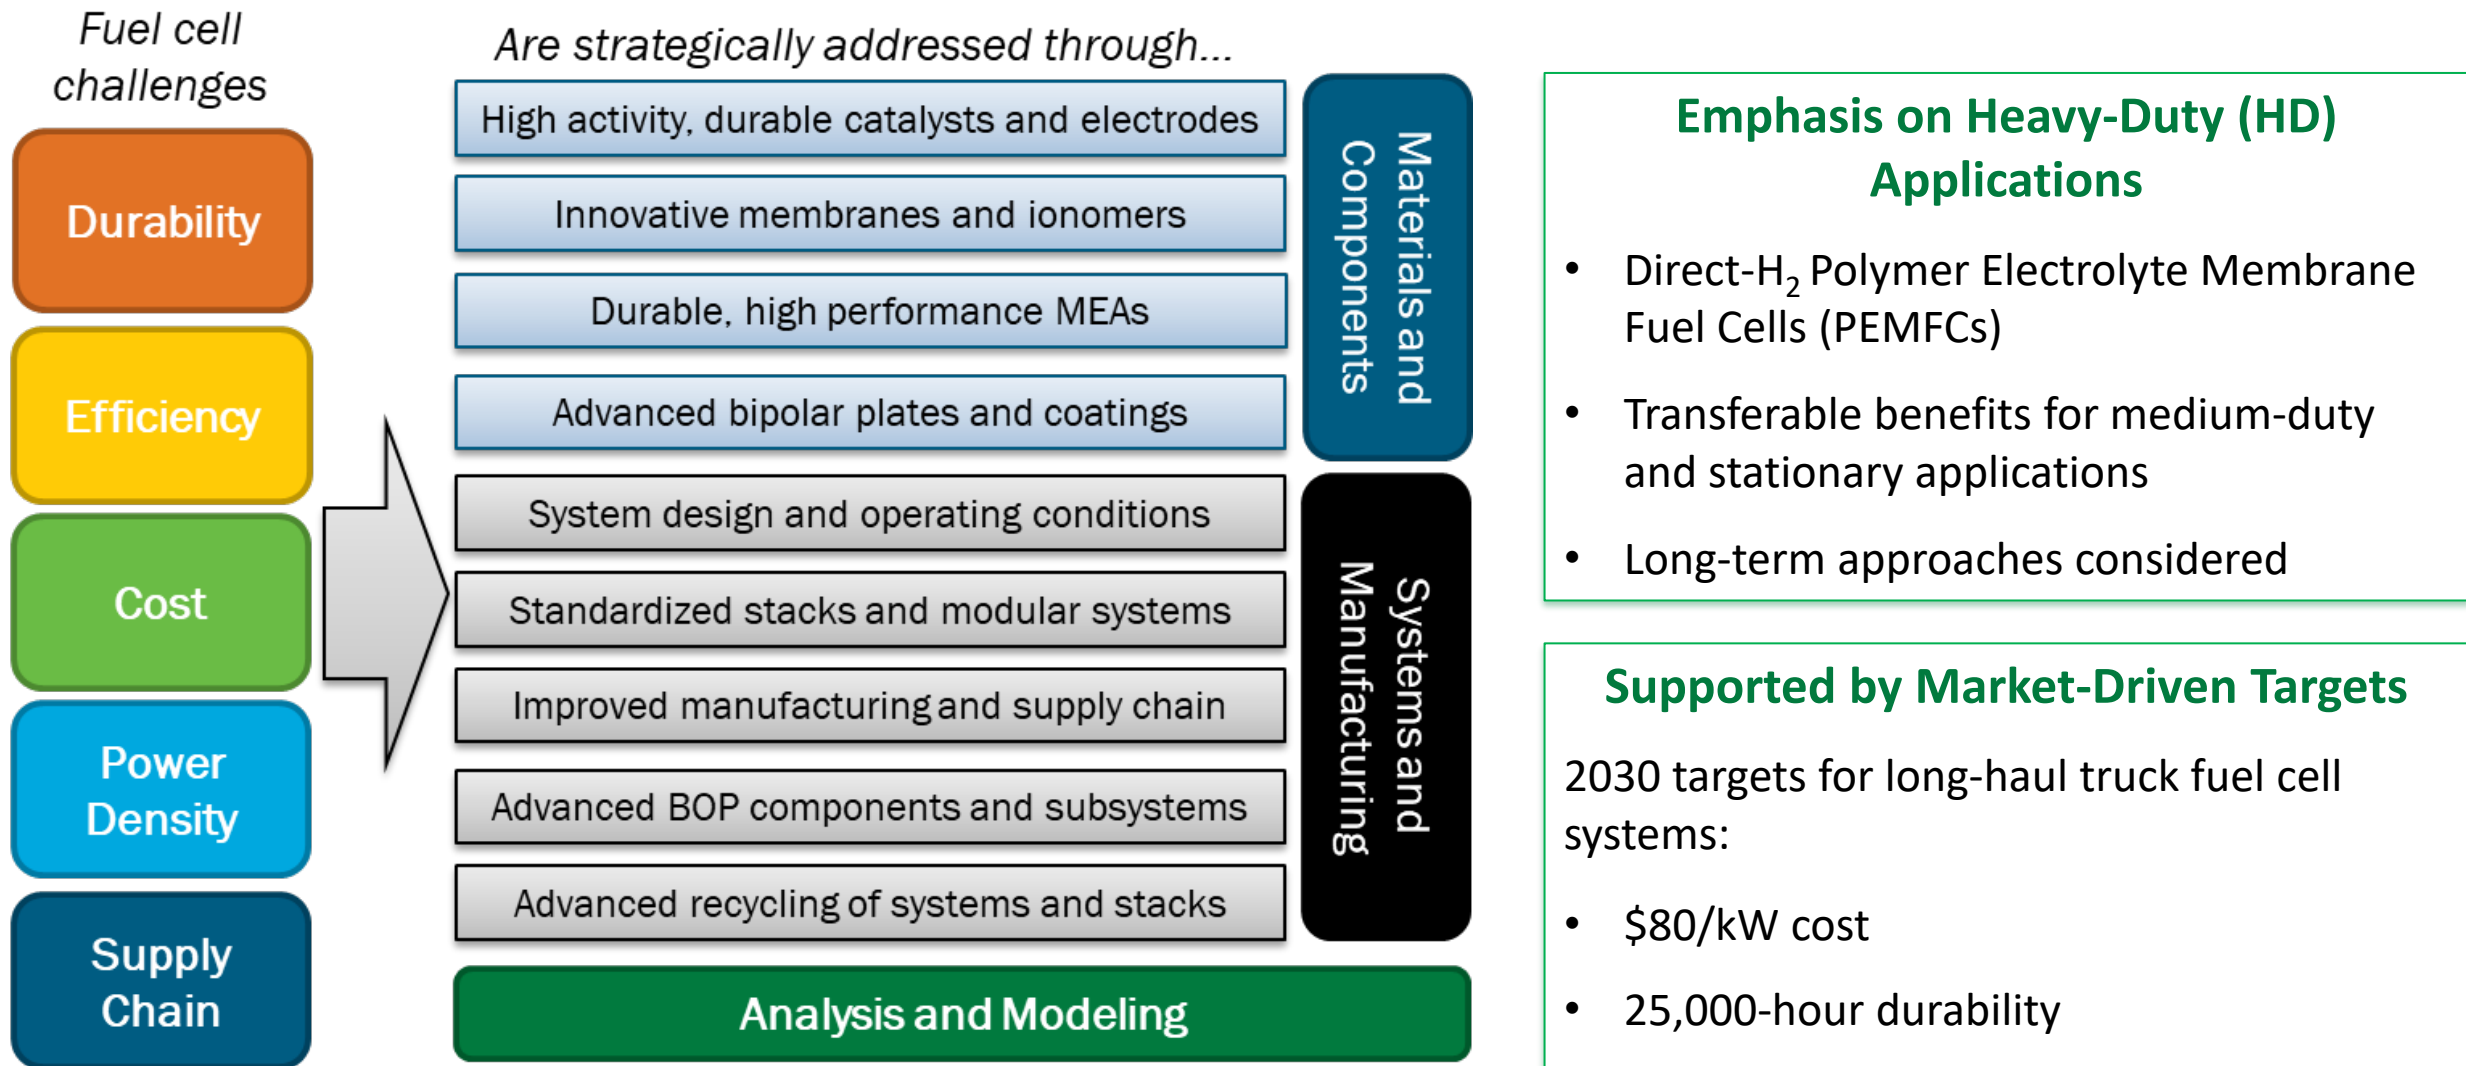 Fuel cell
challenges
Durability
Efficiency
Cost
Power
Density
Supply
Chain
Are strategically addressed through...
High activity, durable catalysts and electrodes
Innovative membranes and ionomers
Durable, high performance MEAs
Advanced bipolar plates and coatings
System design and operating conditions
Standardized stacks and modular systems
Improved manufacturing and supply chain
Advanced BOP components and subsystems
Advanced recycling of systems and stacks
Materials and
Components
Systems and
Manufacturing
Analysis and Modeling
Emphasis on Heavy-Duty (HD)
Applications
• Direct-H₂ Polymer Electrolyte Membrane
Fuel Cells (PEMFCs)
• Transferable benefits for medium-duty
and stationary applications
• Long-term approaches considered
Supported by Market-Driven Targets
2030 targets for long-haul truck fuel cell
systems:
• $80/kW cost
• 25,000-hour durability